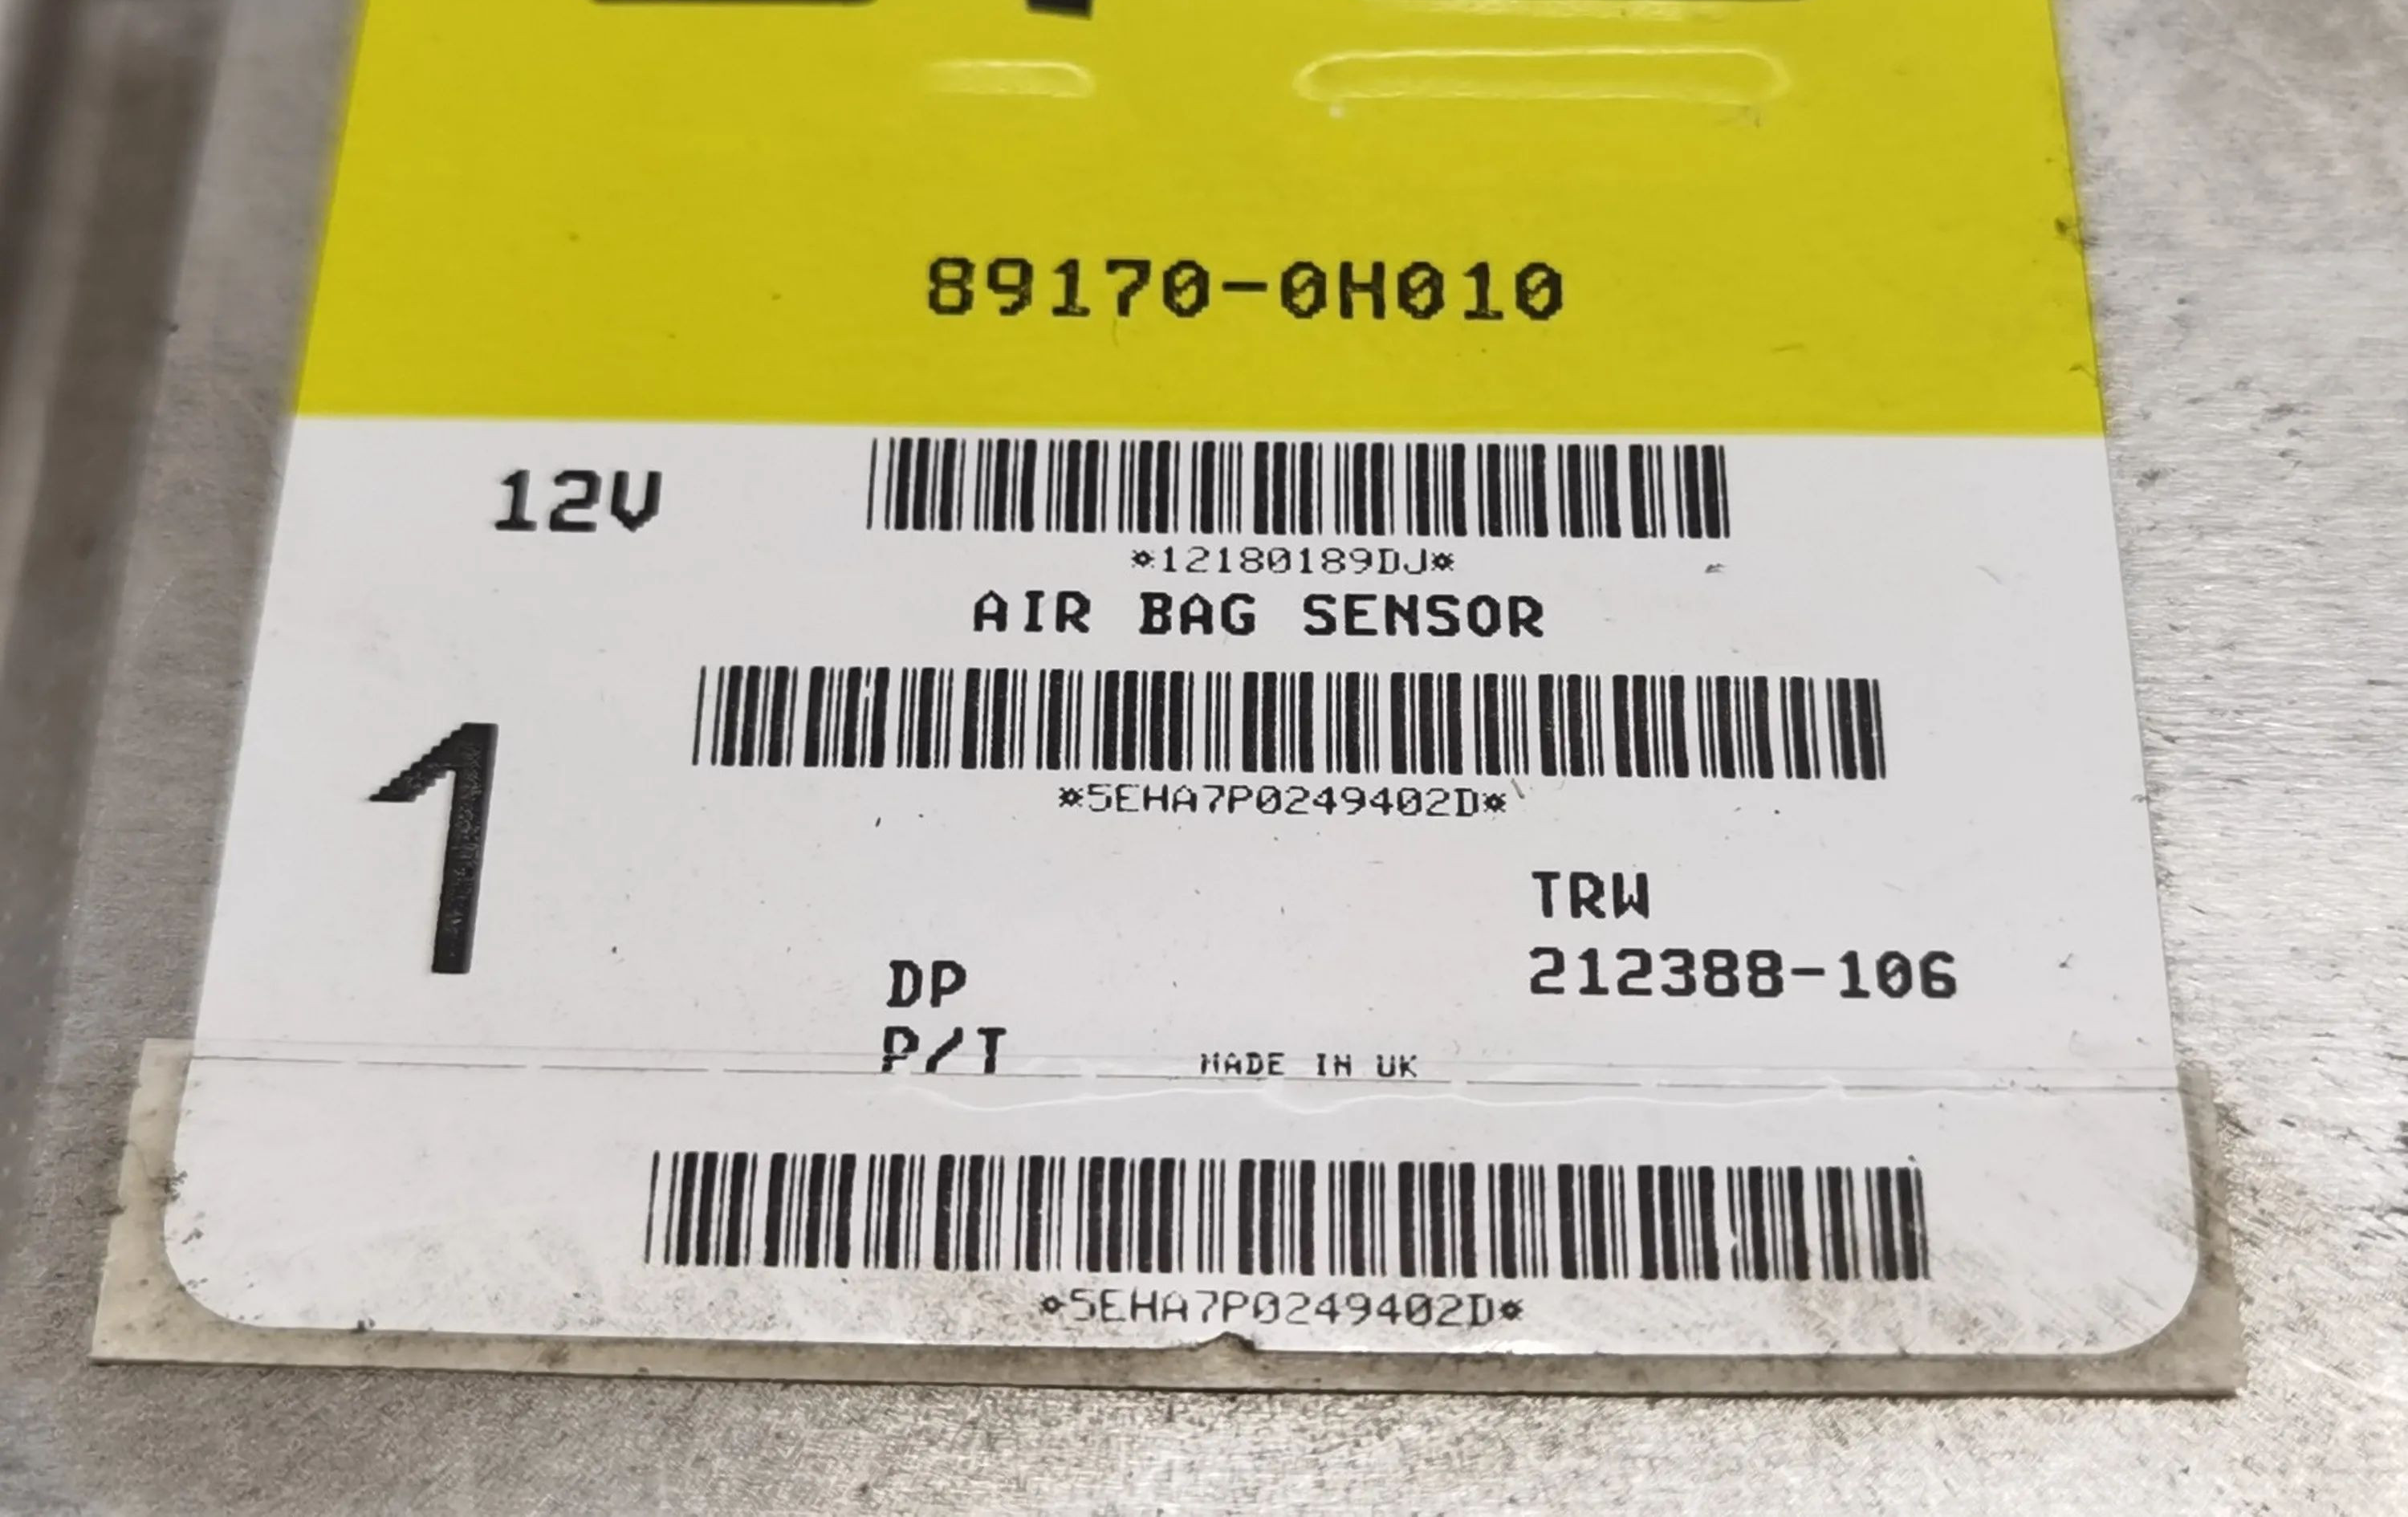 89170-0H010
12V
*12180189DJ*
AIR BAG SENSOR
*5EHA7P0249402D*
1
TRW
212388-106
DP
P/T
MADE IN UK
*5EHA7P0249402D*